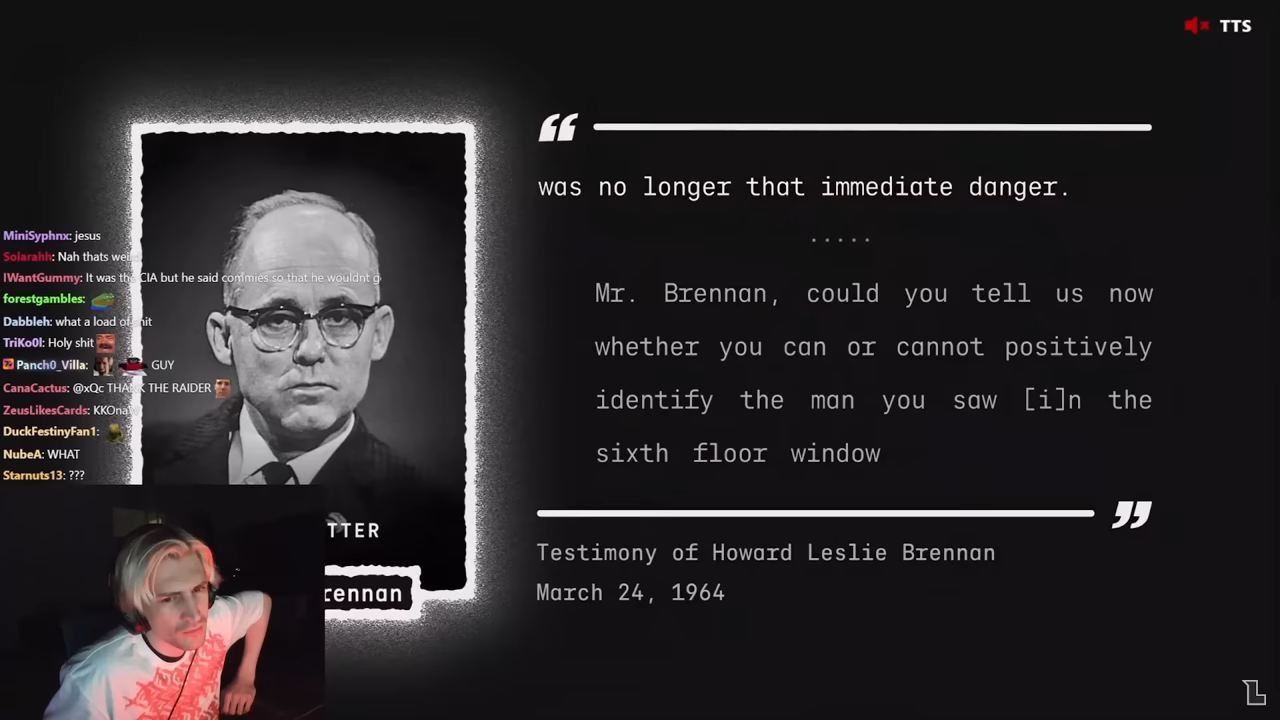 TTS
“
was no longer that immediate danger.
.....
Mr. Brennan, could you tell us now
whether you can or cannot positively
identify the man you saw [i]n the
sixth floor window
”
Testimony of Howard Leslie Brennan
March 24, 1964
MiniSyphnx: jesus
Solarahh: Nah thats wei
IWantGummy: It was the CIA but he said commies so that he wouldnt g
forestgambles:
Dabbleh: what a load of shit
TriKo0l: Holy shit
Panch0_Villa: GUY
CanaCactus: @xQc THANK THE RAIDER
ZeusLikesCards: KKOna
DuckFestinyFan1:
NubeA: WHAT
Starnuts13: ???
TTER
rennan
L